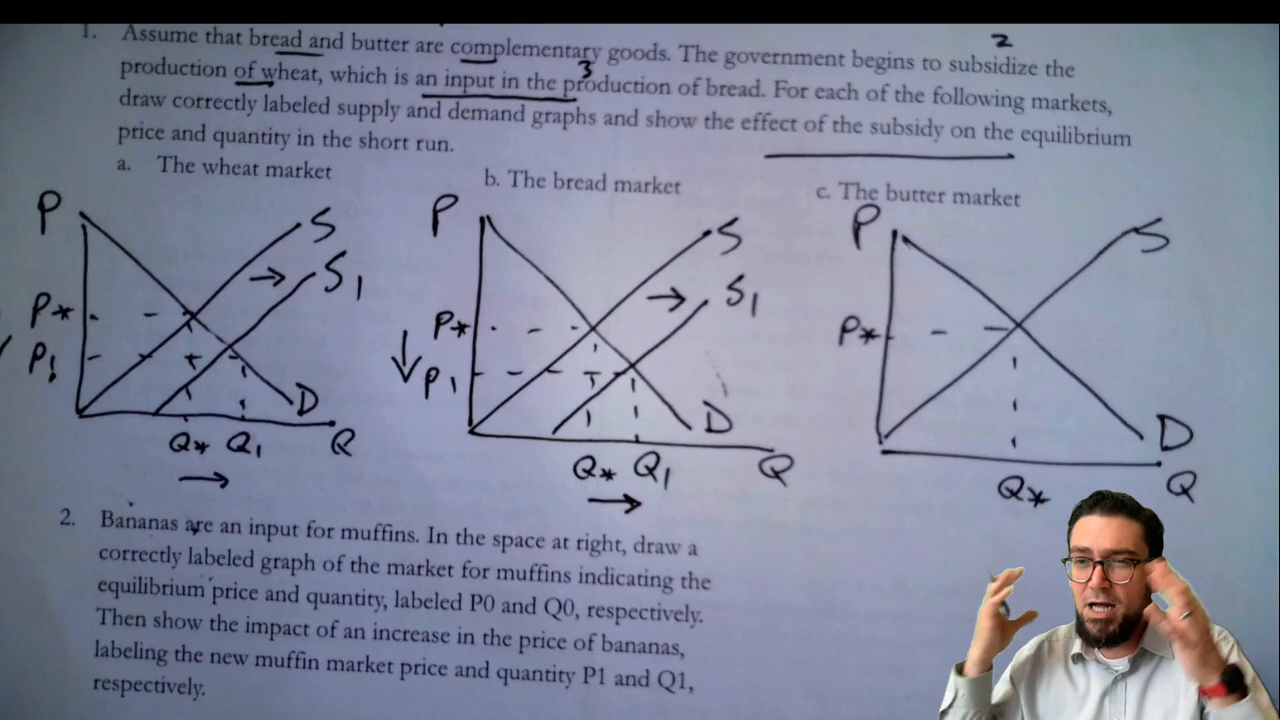 1. Assume that bread and butter are complementary goods. The government begins to subsidize the
2
production of wheat, which is an input in the production of bread. For each of the following markets,
3
draw correctly labeled supply and demand graphs and show the effect of the subsidy on the equilibrium
price and quantity in the short run.
a. The wheat market
b. The bread market
c. The butter market
P S
S1
P*
P1
D
Q* Q1 Q
P S
S1
P*
P1
D
Q* Q1 Q
P S
P*
D
Q* Q
2. Bananas are an input for muffins. In the space at right, draw a
correctly labeled graph of the market for muffins indicating the
equilibrium price and quantity, labeled P0 and Q0, respectively.
Then show the impact of an increase in the price of bananas,
labeling the new muffin market price and quantity P1 and Q1,
respectively.